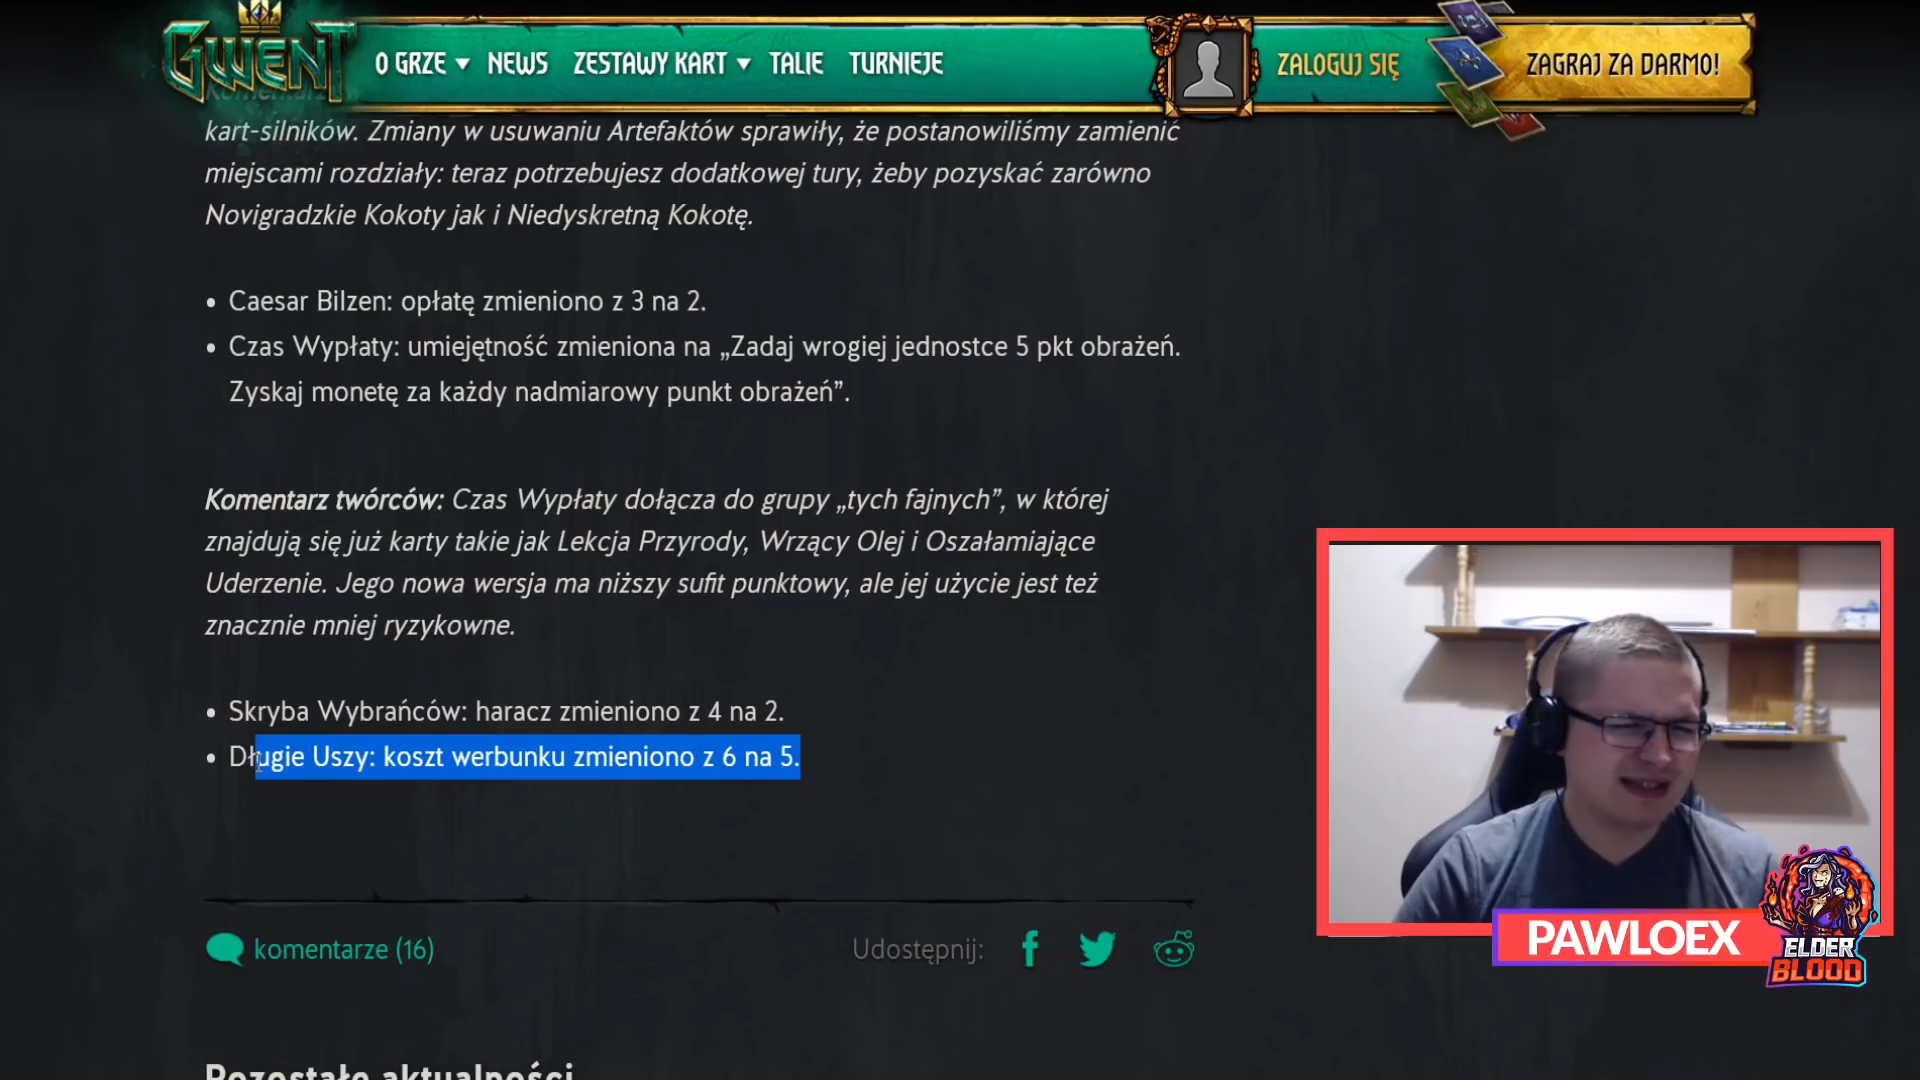 GWENT
O GRZE
NEWS
ZESTAWY KART
TALIE
TURNIEJE
ZALOGUJ SIĘ
ZAGRAJ ZA DARMO!
Komentarz
kart-silników. Zmiany w usuwaniu Artefaktów sprawiły, że postanowiliśmy zamienić
miejscami rozdziały: teraz potrzebujesz dodatkowej tury, żeby pozyskać zarówno
Novigradzkie Kokoty jak i Niedyskretną Kokotę.
• Caesar Bilzen: opłatę zmieniono z 3 na 2.
• Czas Wypłaty: umiejętność zmieniona na „Zadaj wrogiej jednostce 5 pkt obrażeń.
Zyskaj monetę za każdy nadmiarowy punkt obrażeń”.
Komentarz twórców: Czas Wypłaty dołącza do grupy „tych fajnych”, w której
znajdują się już karty takie jak Lekcja Przyrody, Wrzący Olej i Oszałamiające
Uderzenie. Jego nowa wersja ma niższy sufit punktowy, ale jej użycie jest też
znacznie mniej ryzykowne.
• Skryba Wybrańców: haracz zmieniono z 4 na 2.
• Długie Uszy: koszt werbunku zmieniono z 6 na 5.
komentarze (16)
Udostępnij:
PAWLOEX
ELDER
BLOOD
Pozostałe aktualności